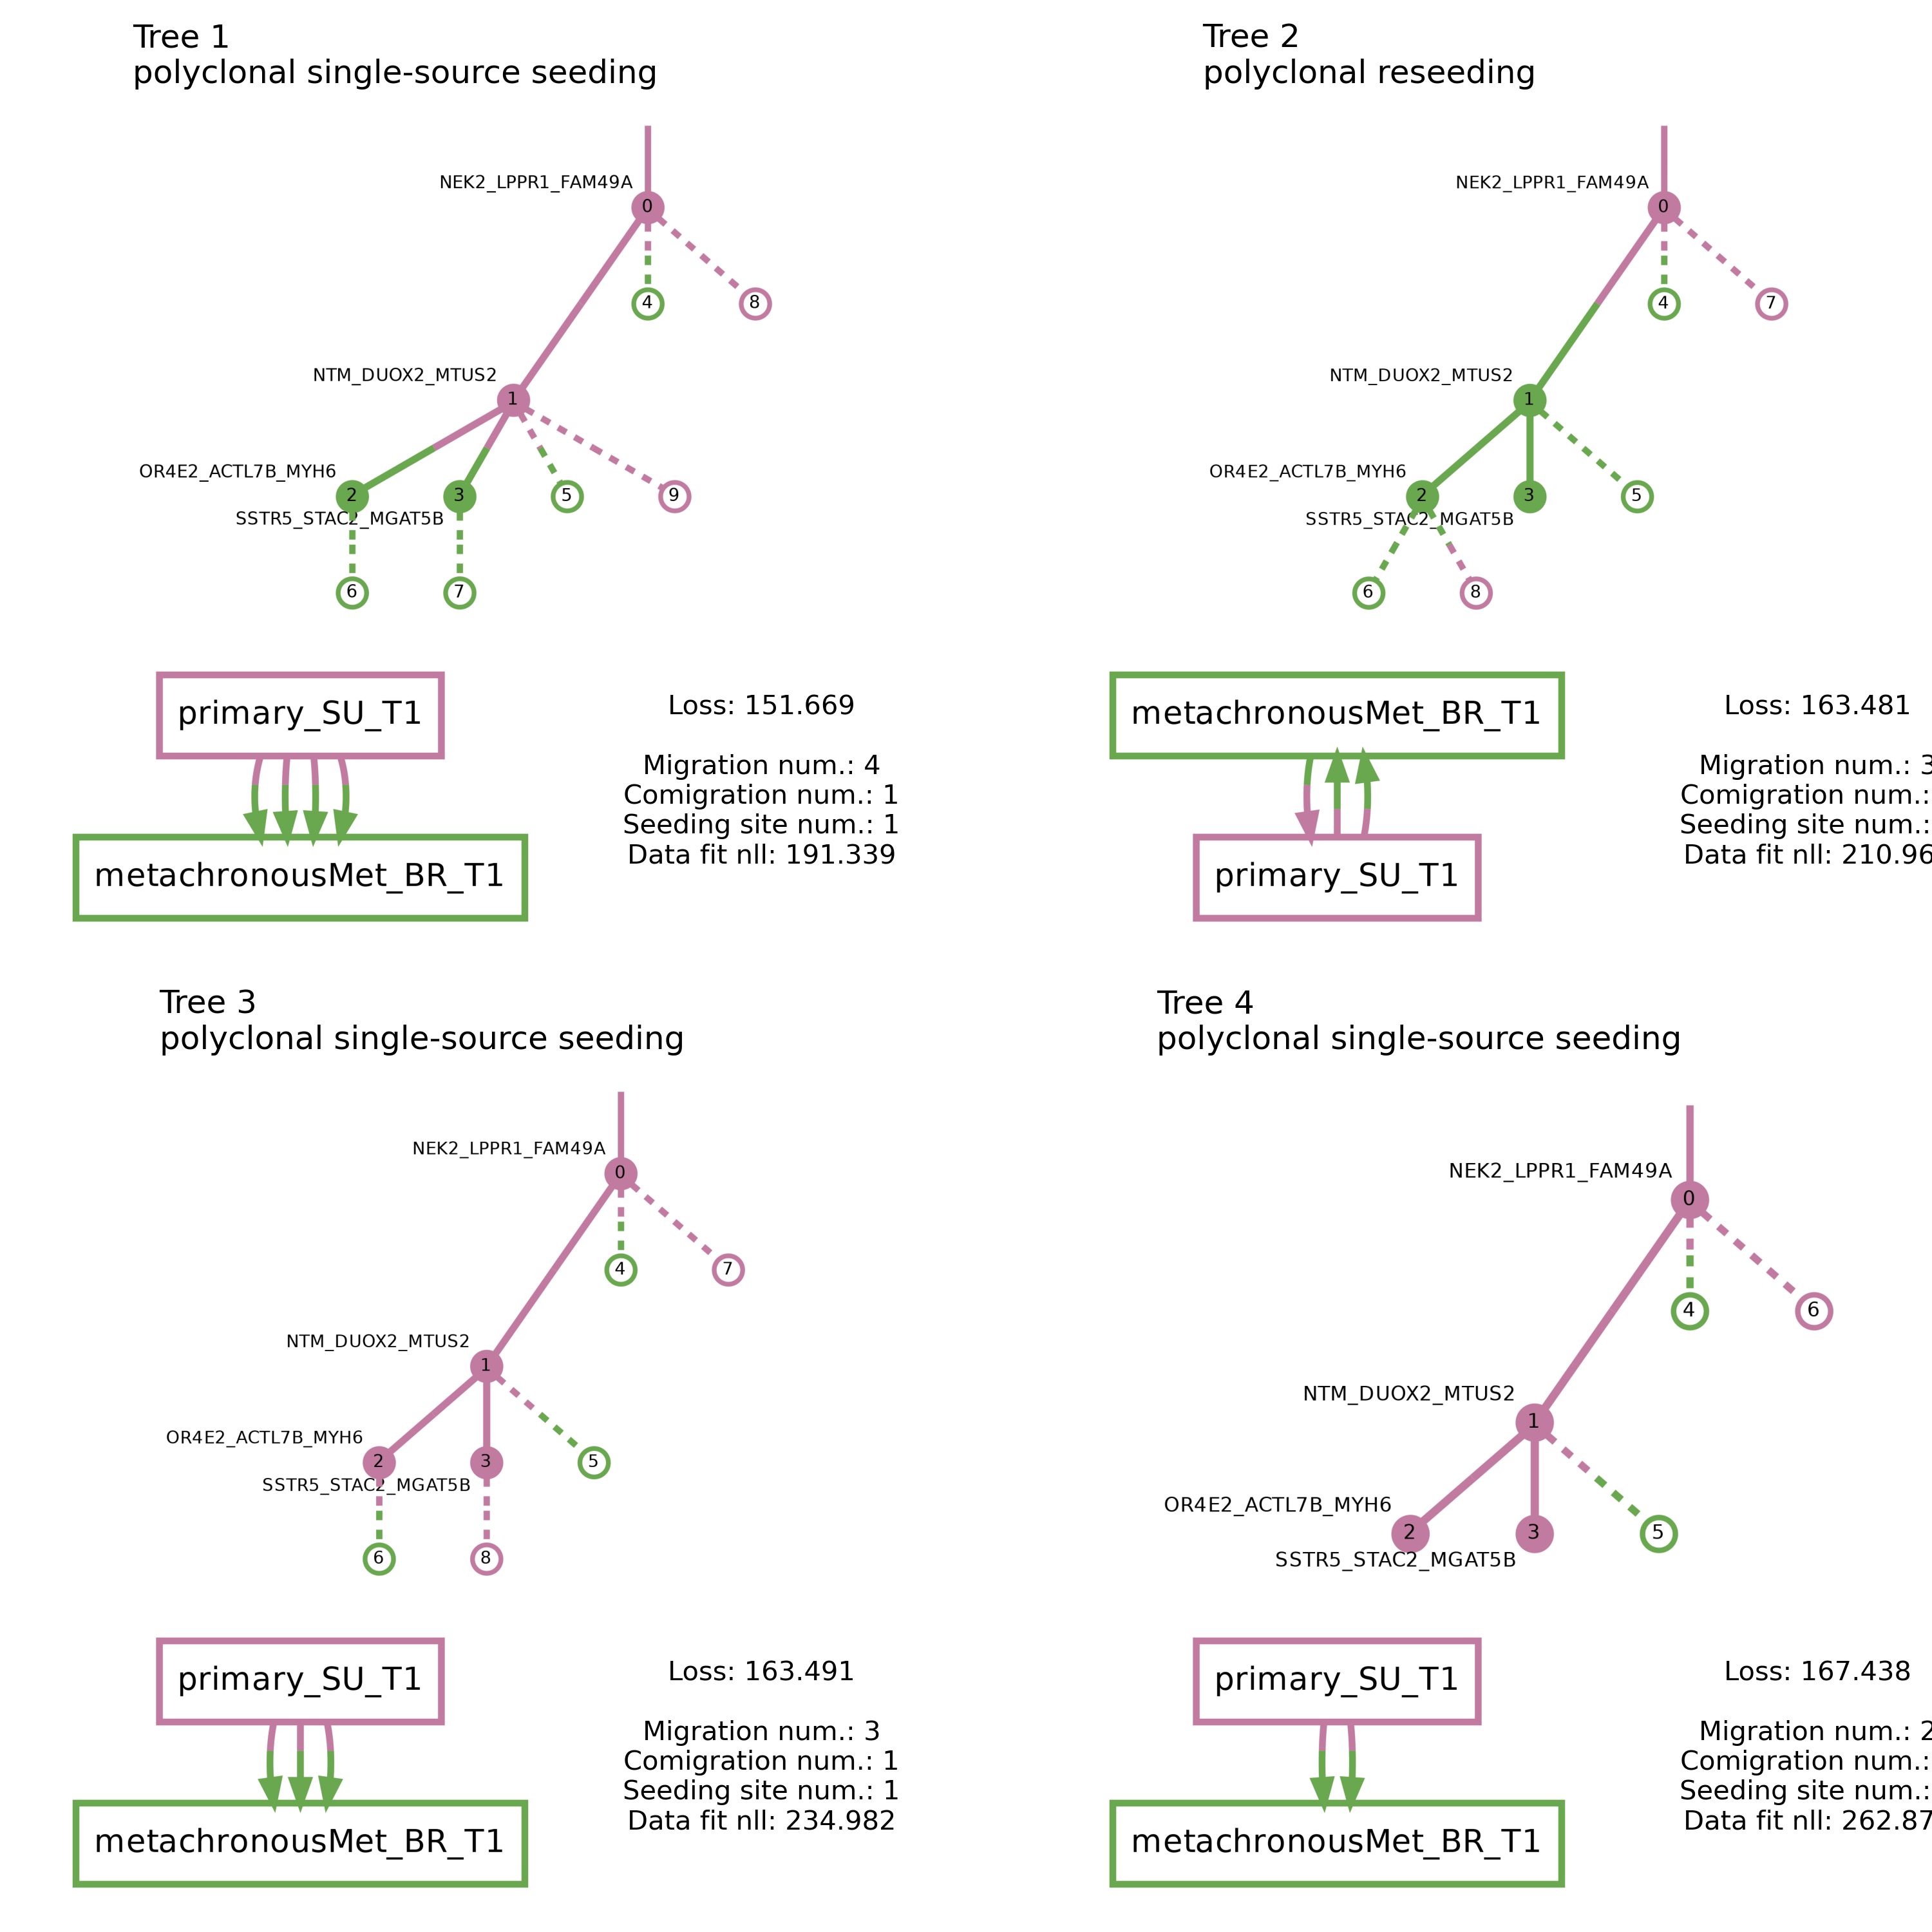 Tree 1
polyclonal single-source seeding
NEK2_LPPR1_FAM49A
0
4
8
NTM_DUOX2_MTUS2
1
OR4E2_ACTL7B_MYH6
2
3
5
9
SSTR5_STAC2_MGAT5B
6
7
primary_SU_T1
metachronousMet_BR_T1
Loss: 151.669
Migration num.: 4
Comigration num.: 1
Seeding site num.: 1
Data fit nll: 191.339
Tree 2
polyclonal reseeding
NEK2_LPPR1_FAM49A
0
4
7
NTM_DUOX2_MTUS2
1
OR4E2_ACTL7B_MYH6
2
3
5
SSTR5_STAC2_MGAT5B
6
8
metachronousMet_BR_T1
primary_SU_T1
Loss: 163.481
Migration num.: 3
Comigration num.:
Seeding site num.:
Data fit nll: 210.96
Tree 3
polyclonal single-source seeding
NEK2_LPPR1_FAM49A
0
4
7
NTM_DUOX2_MTUS2
1
OR4E2_ACTL7B_MYH6
2
3
5
SSTR5_STAC2_MGAT5B
6
8
primary_SU_T1
metachronousMet_BR_T1
Loss: 163.491
Migration num.: 3
Comigration num.: 1
Seeding site num.: 1
Data fit nll: 234.982
Tree 4
polyclonal single-source seeding
NEK2_LPPR1_FAM49A
0
4
6
NTM_DUOX2_MTUS2
1
OR4E2_ACTL7B_MYH6
2
3
5
SSTR5_STAC2_MGAT5B
primary_SU_T1
metachronousMet_BR_T1
Loss: 167.438
Migration num.: 2
Comigration num.:
Seeding site num.:
Data fit nll: 262.87